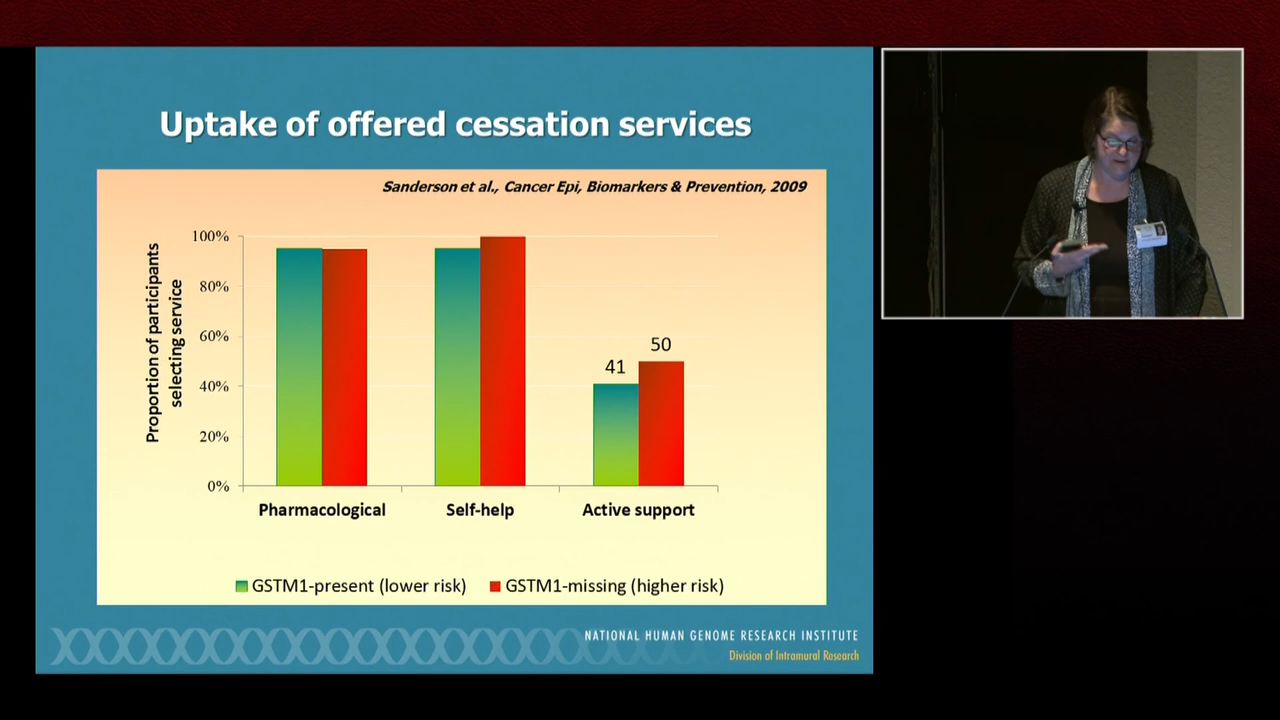 Uptake of offered cessation services
Sanderson et al., Cancer Epi, Biomarkers & Prevention, 2009
Proportion of participants
selecting service
100%
80%
60%
40%
20%
0%
41
50
Pharmacological
Self-help
Active support
GSTM1-present (lower risk)
GSTM1-missing (higher risk)
NATIONAL HUMAN GENOME RESEARCH INSTITUTE
Division of Intramural Research